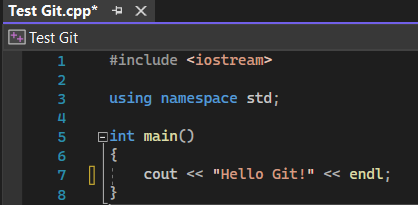 Test Git.cpp*
Test Git
1 #include <iostream>
2
3 using namespace std;
4
5 int main()
6 {
7 cout << "Hello Git!" << endl;
8 }